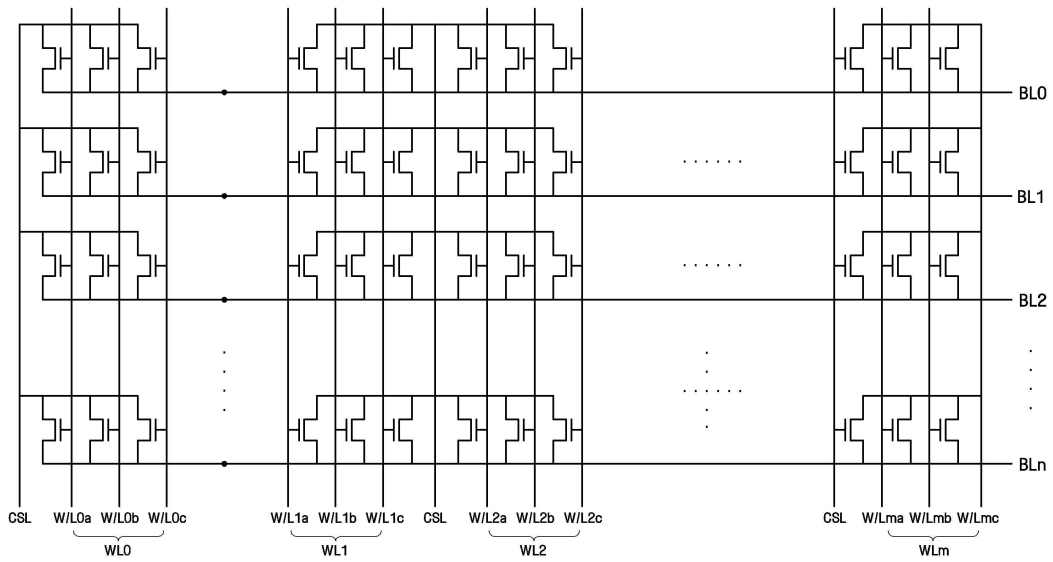 BL0
BL1
BL2
BLn
CSL W/L0a W/L0b W/L0c W/L1a W/L1b W/L1c CSL W/L2a W/L2b W/L2c CSL W/Lma W/Lmb W/Lmc
WL0 WL1 WL2 WLm